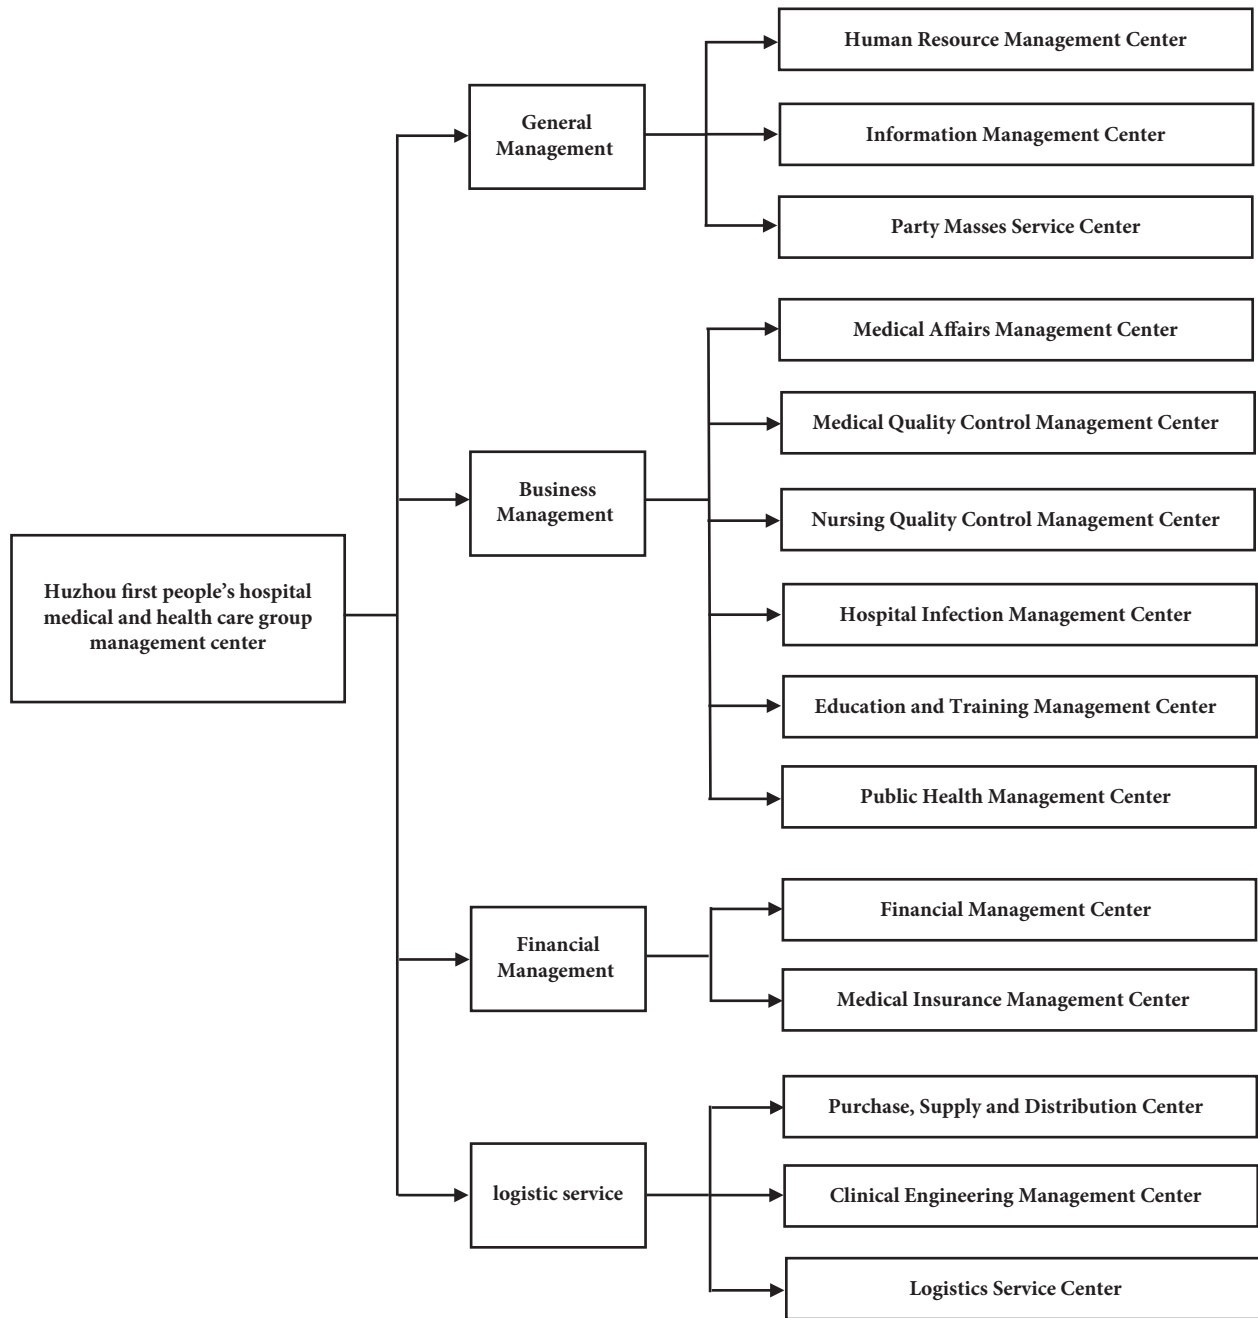 Huzhou first people’s hospital
medical and health care group
management center
General
Management
Human Resource Management Center
Information Management Center
Party Masses Service Center
Business
Management
Medical Affairs Management Center
Medical Quality Control Management Center
Nursing Quality Control Management Center
Hospital Infection Management Center
Education and Training Management Center
Public Health Management Center
Financial
Management
Financial Management Center
Medical Insurance Management Center
logistic service
Purchase, Supply and Distribution Center
Clinical Engineering Management Center
Logistics Service Center